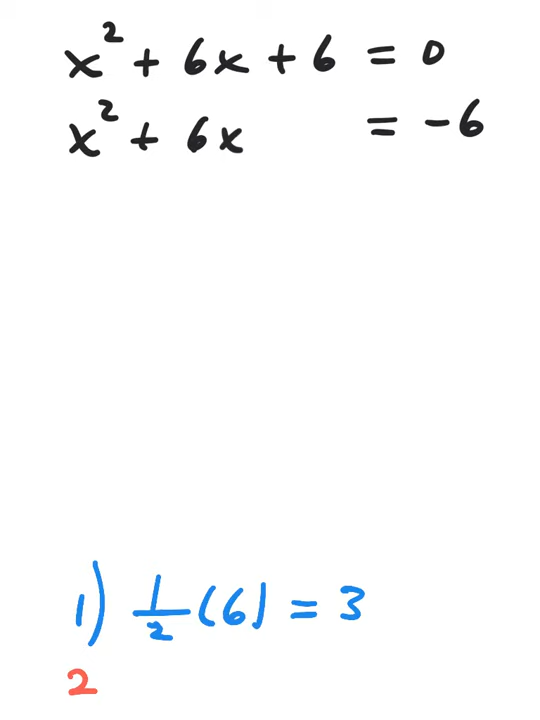 x² + 6x + 6 = 0
x² + 6x = -6
1) 1/2 (6) = 3
2